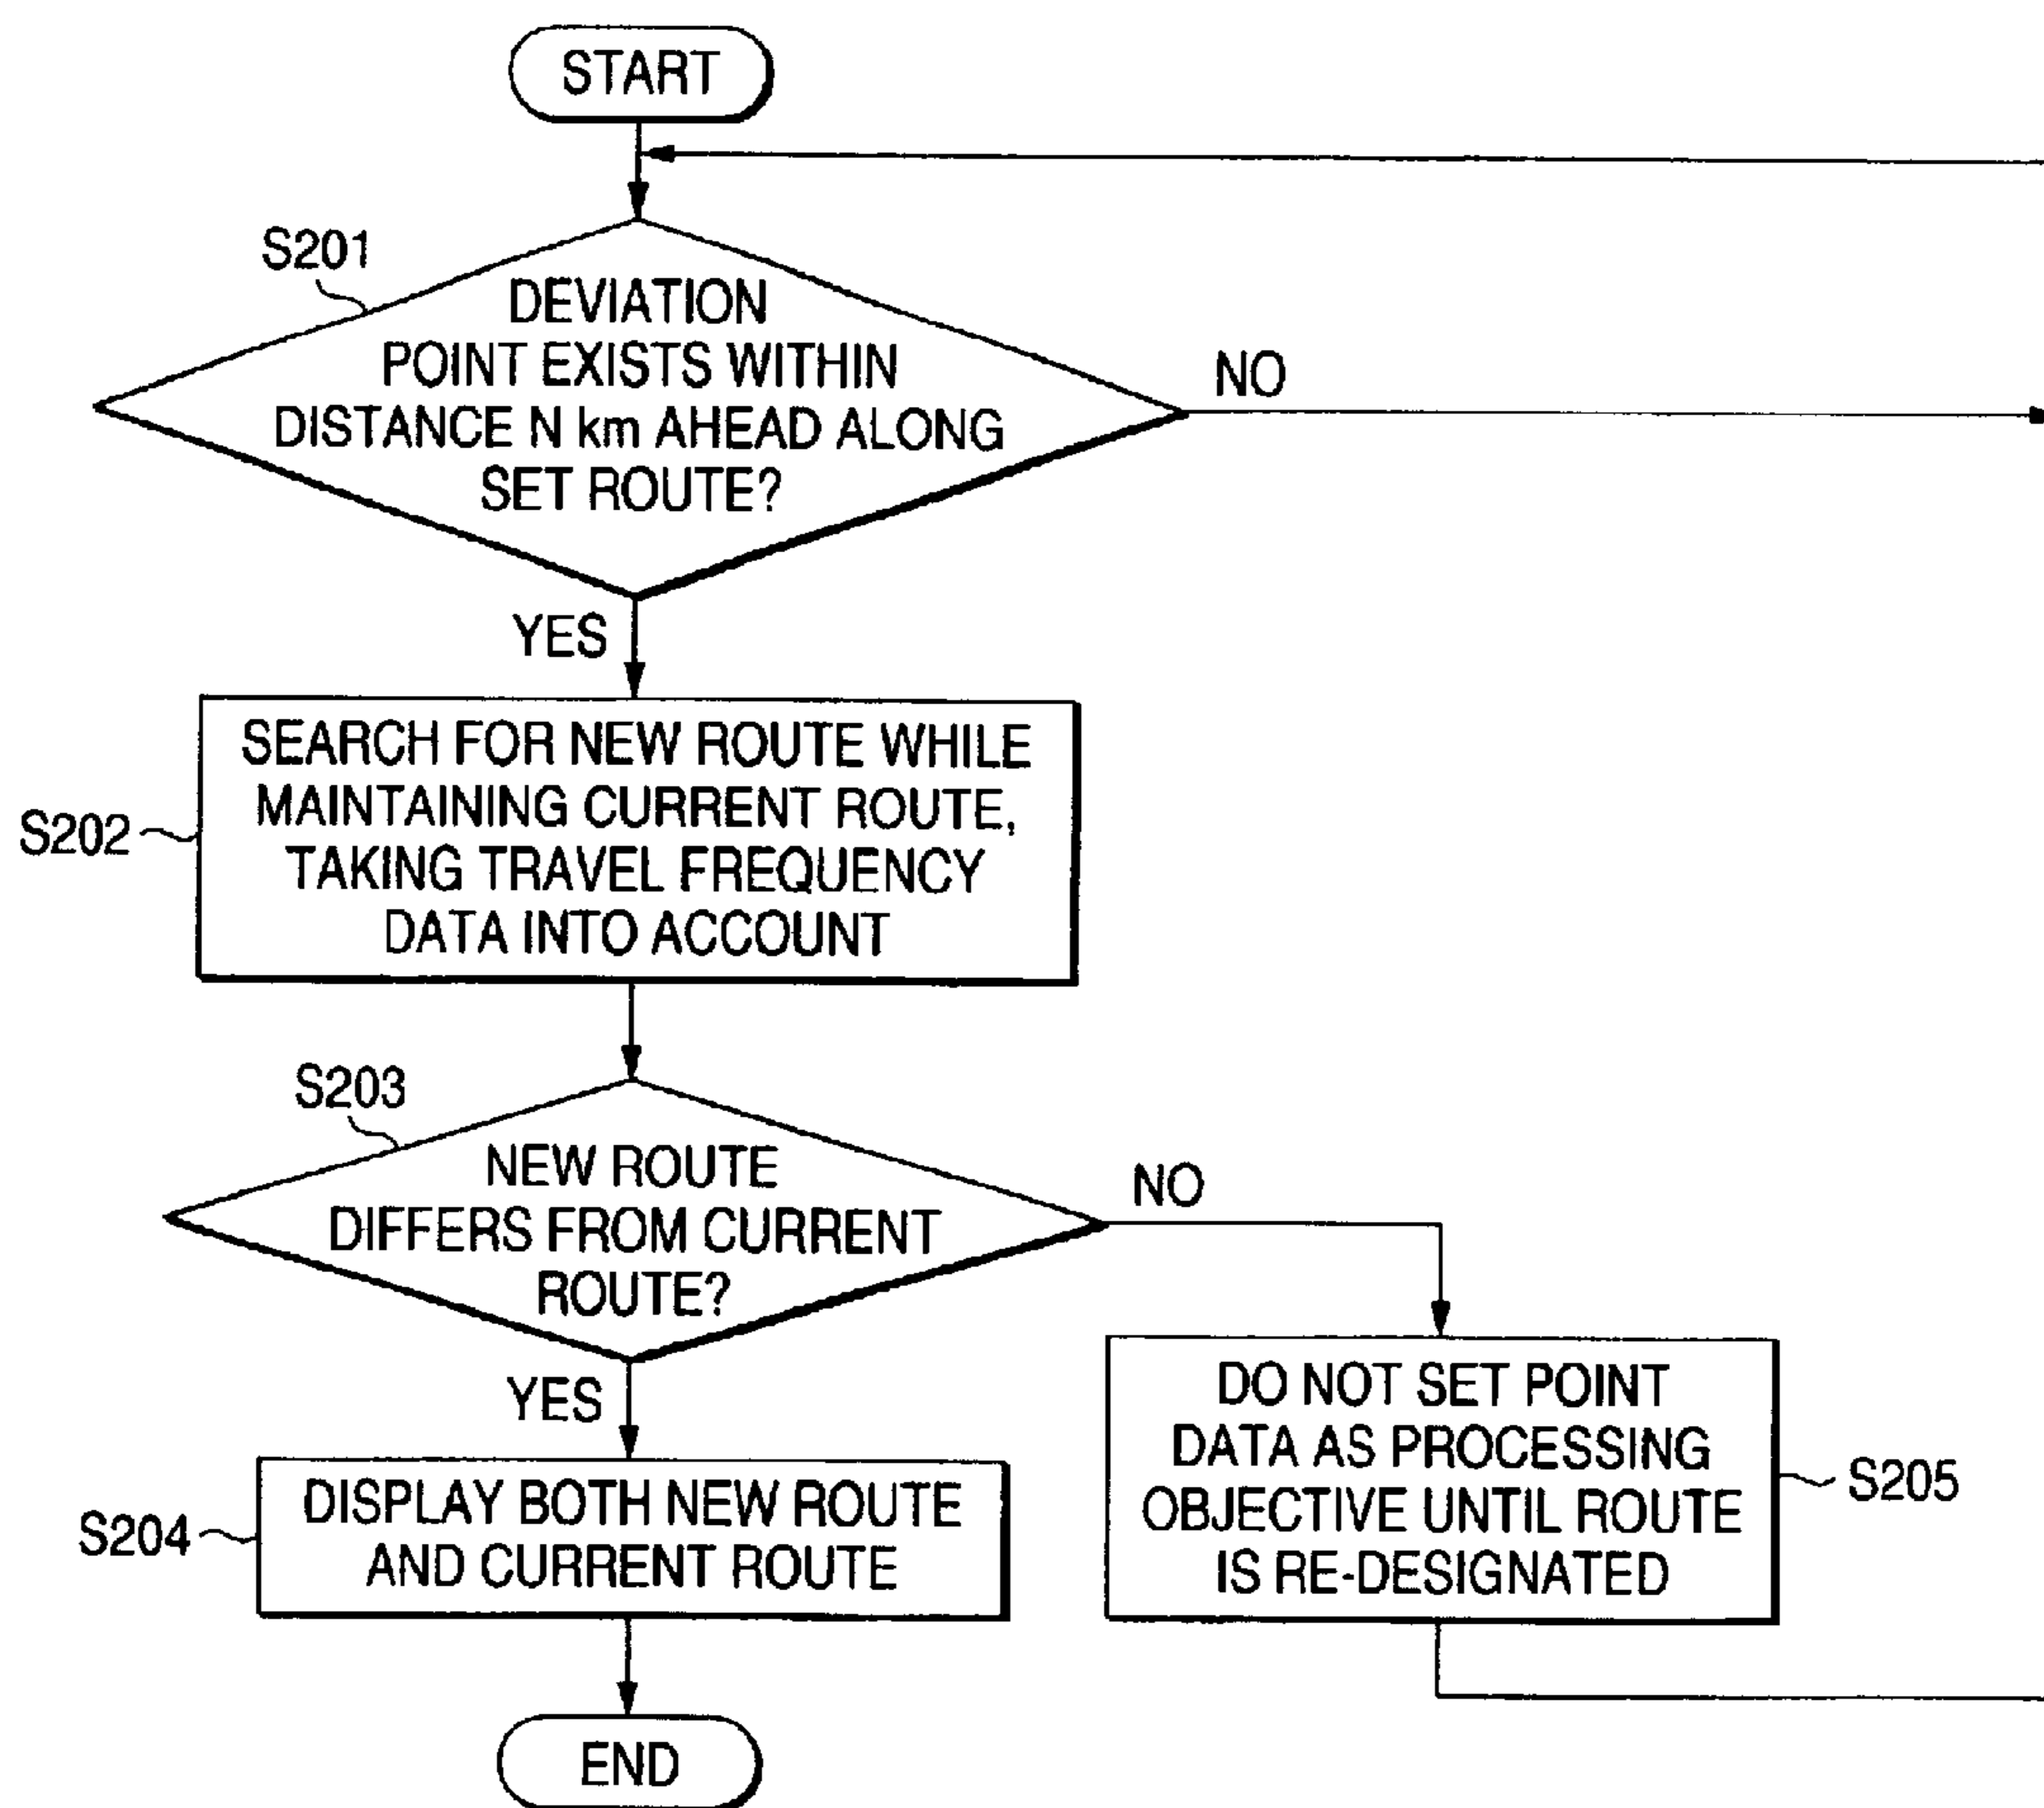 START
S201
DEVIATION
POINT EXISTS WITHIN
DISTANCE N km AHEAD ALONG
SET ROUTE?
NO
YES
S202
SEARCH FOR NEW ROUTE WHILE
MAINTAINING CURRENT ROUTE,
TAKING TRAVEL FREQUENCY
DATA INTO ACCOUNT
S203
NEW ROUTE
DIFFERS FROM CURRENT
ROUTE?
NO
YES
S204
DISPLAY BOTH NEW ROUTE
AND CURRENT ROUTE
DO NOT SET POINT
DATA AS PROCESSING
OBJECTIVE UNTIL ROUTE
IS RE-DESIGNATED
S205
END